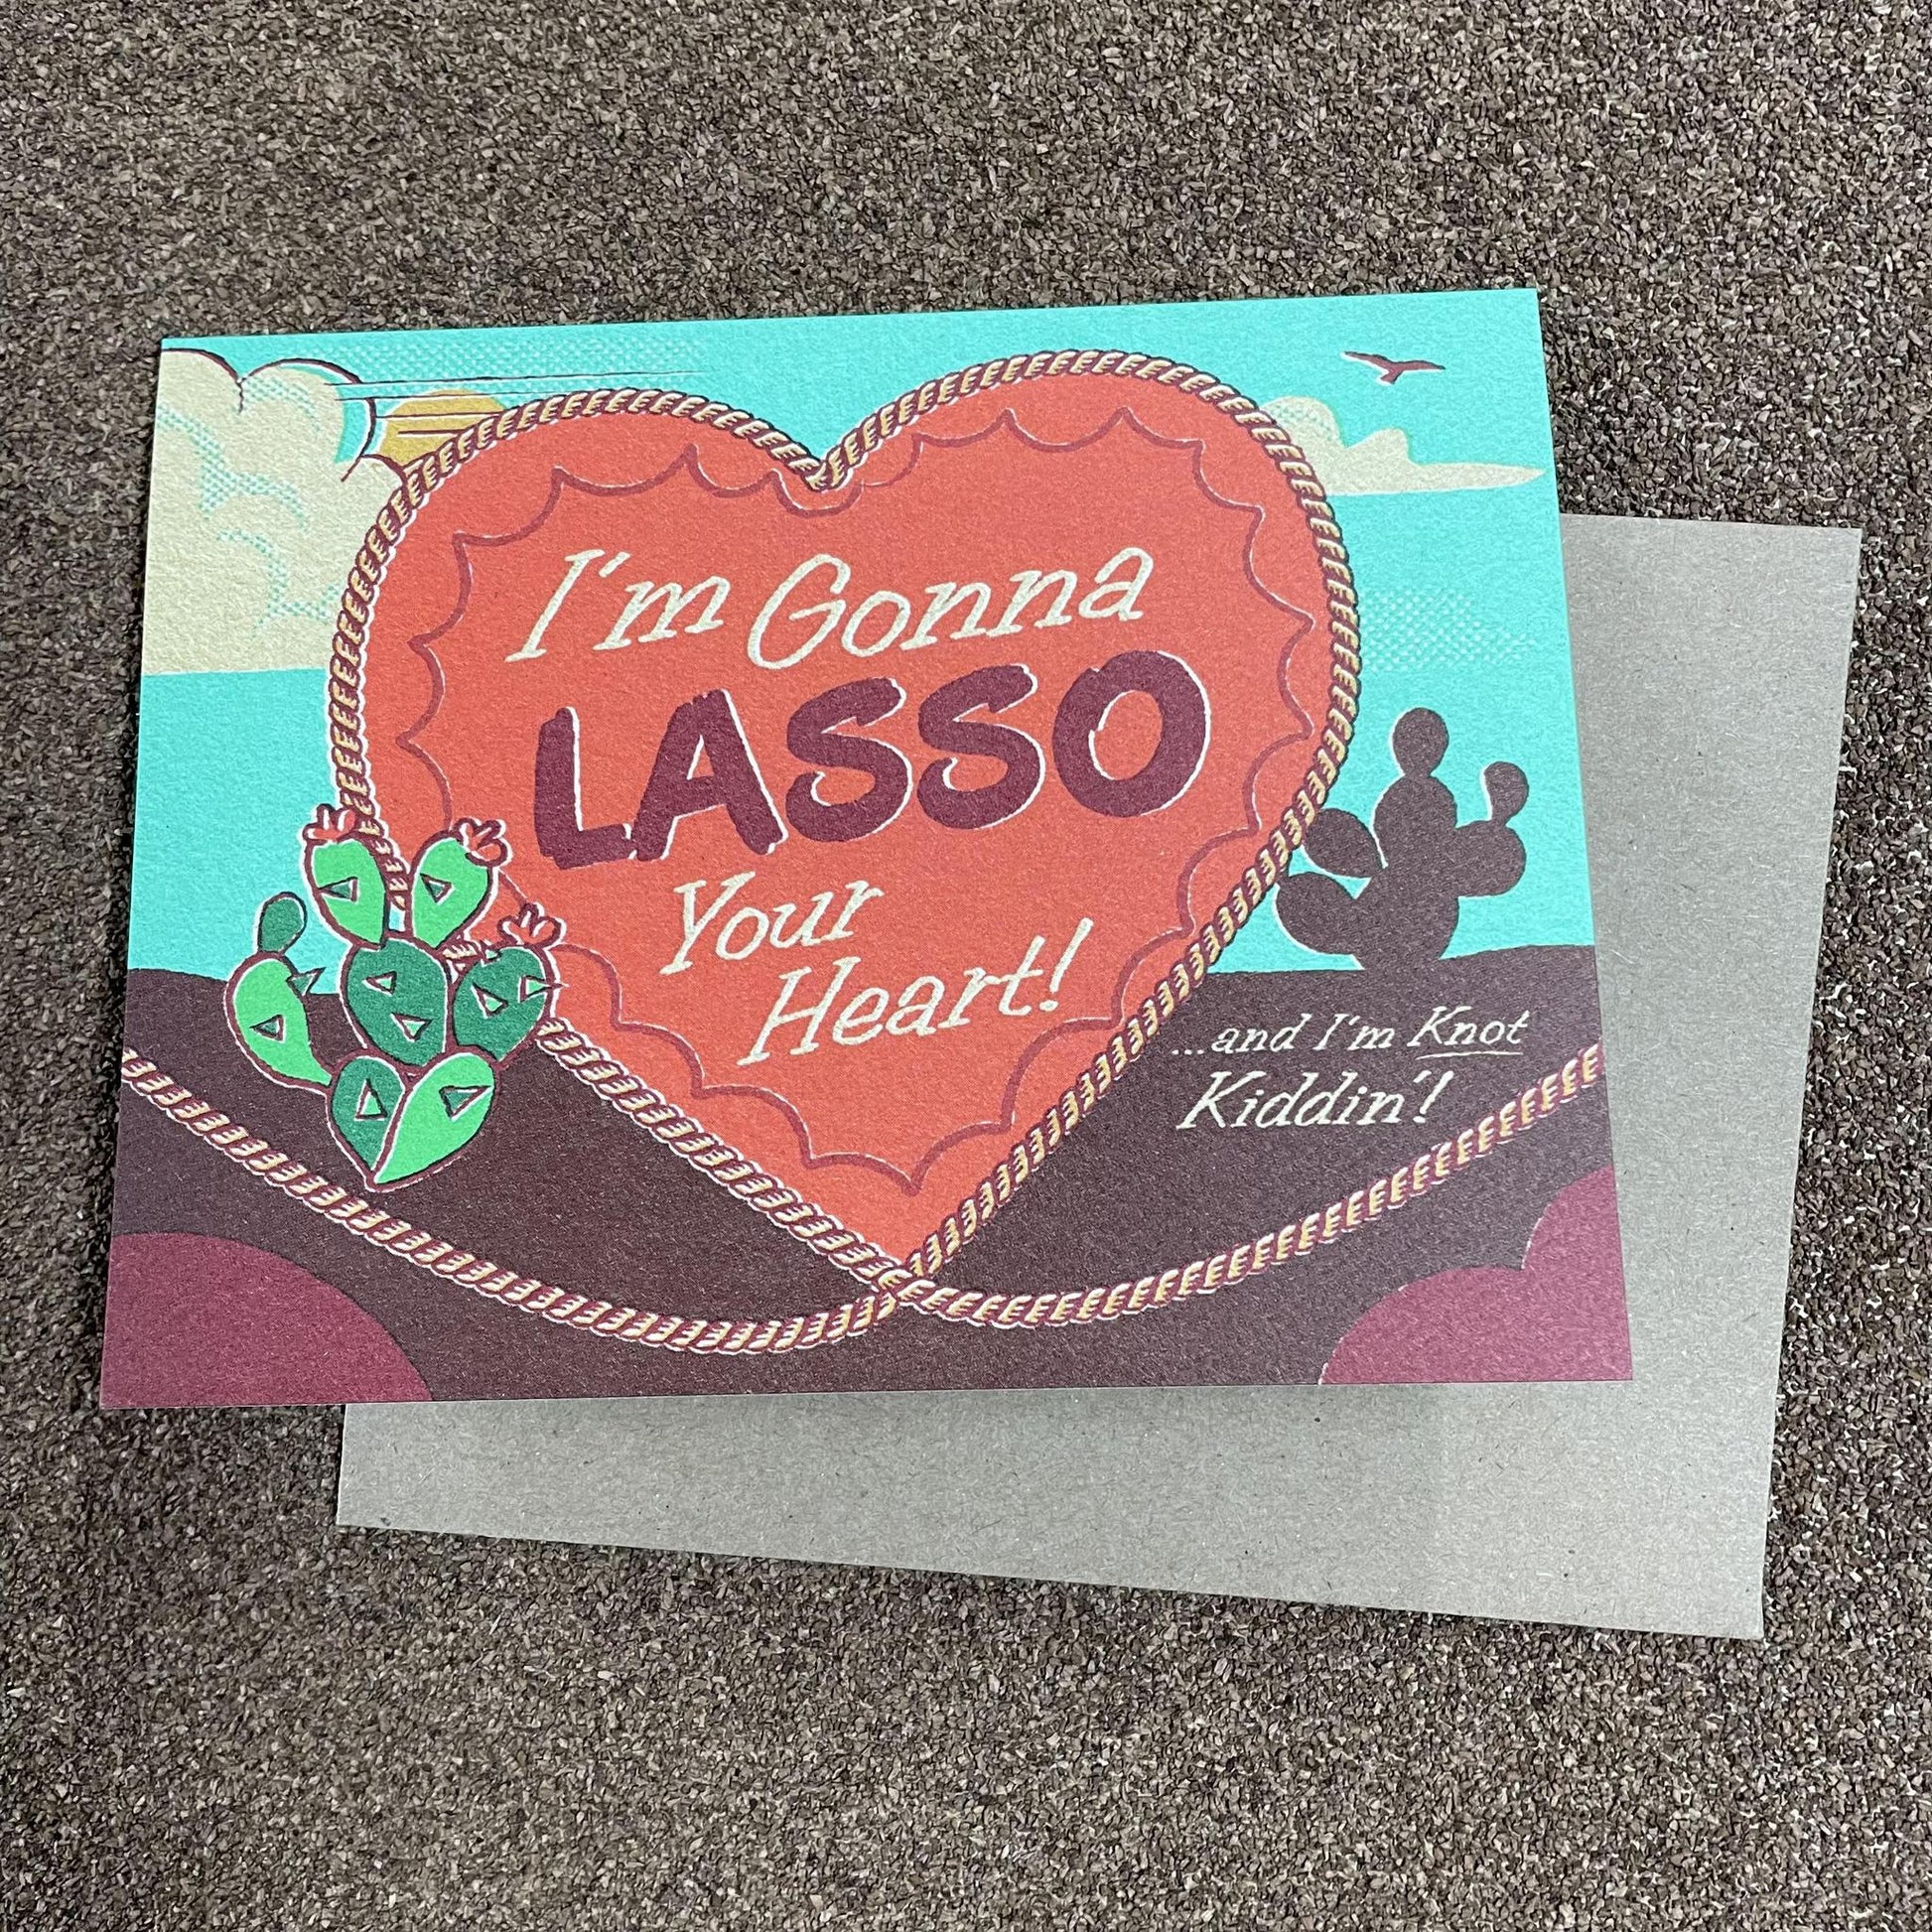 I'm Gonna
LASSO
Your
Heart!
...and I'm Knot
Kiddin'!